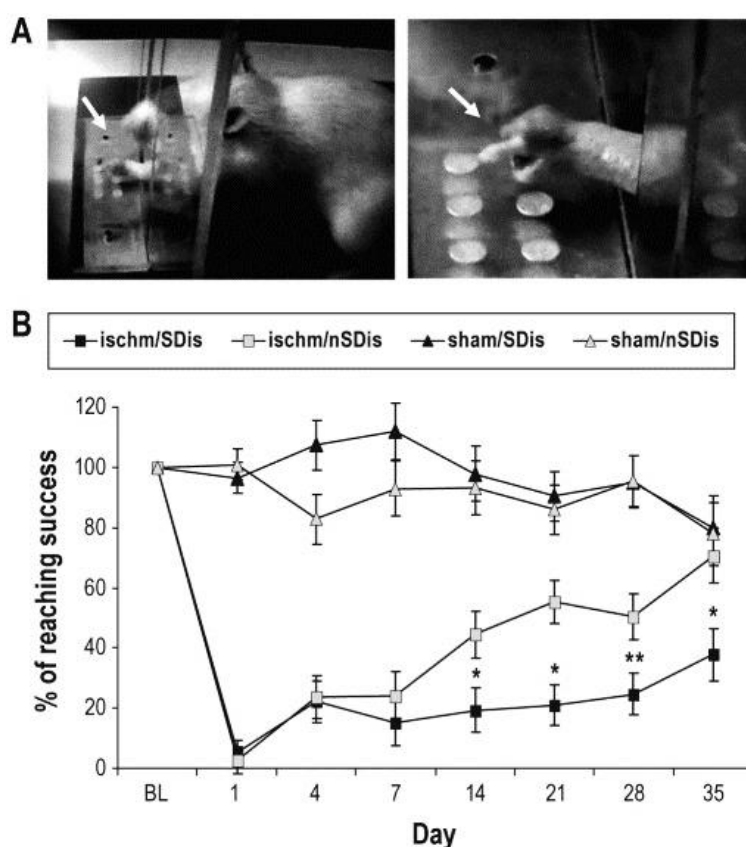 A
B
ischm/SDis ischm/nSDis sham/SDis sham/nSDis
120
100
80
60
40
20
0
% of reaching success
* * ** *
BL 1 4 7 14 21 28 35
Day